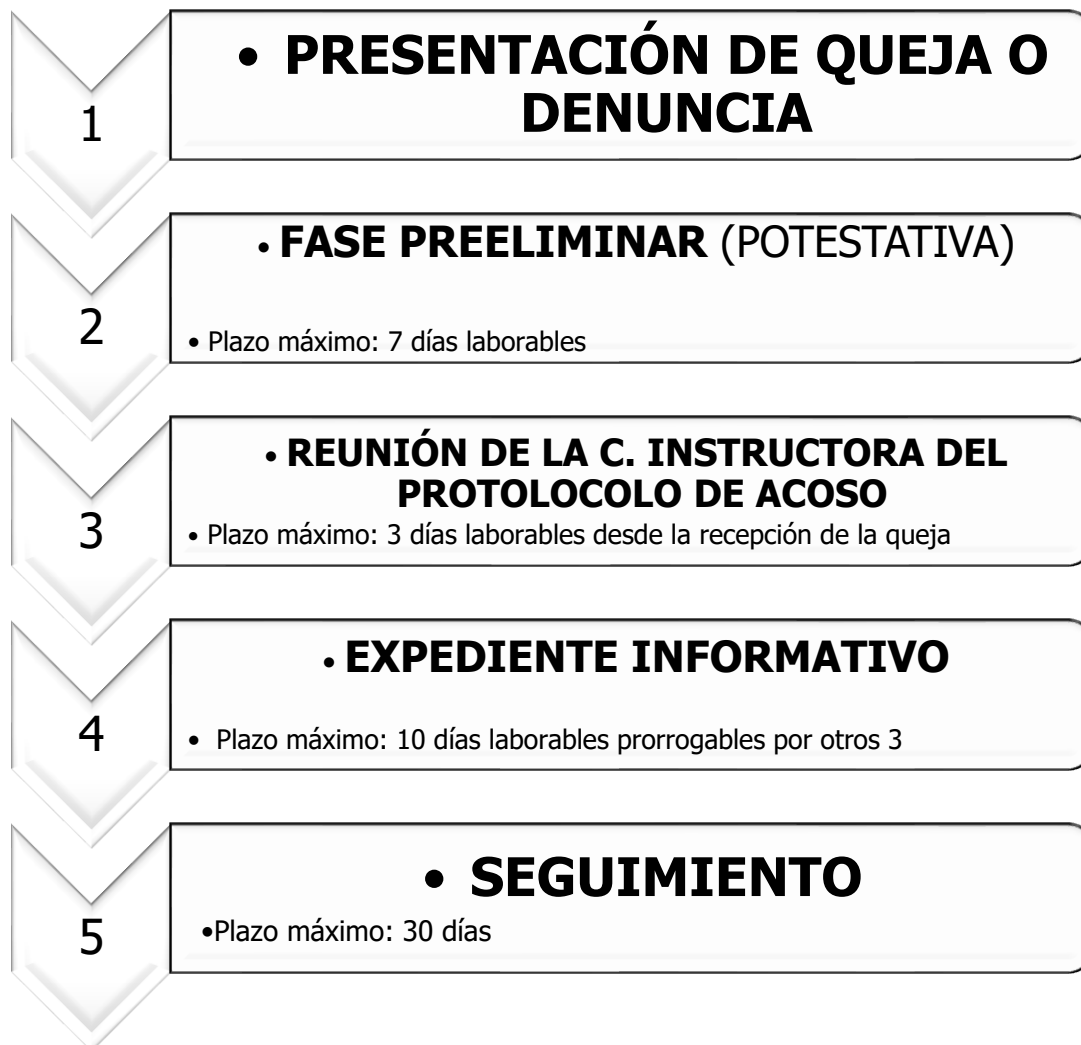 1
• PRESENTACIÓN DE QUEJA O
DENUNCIA
2
• FASE PREELIMINAR (POTESTATIVA)
• Plazo máximo: 7 días laborables
3
• REUNIÓN DE LA C. INSTRUCTORA DEL
PROTOLOCOLO DE ACOSO
• Plazo máximo: 3 días laborables desde la recepción de la queja
4
• EXPEDIENTE INFORMATIVO
• Plazo máximo: 10 días laborables prorrogables por otros 3
5
• SEGUIMIENTO
•Plazo máximo: 30 días